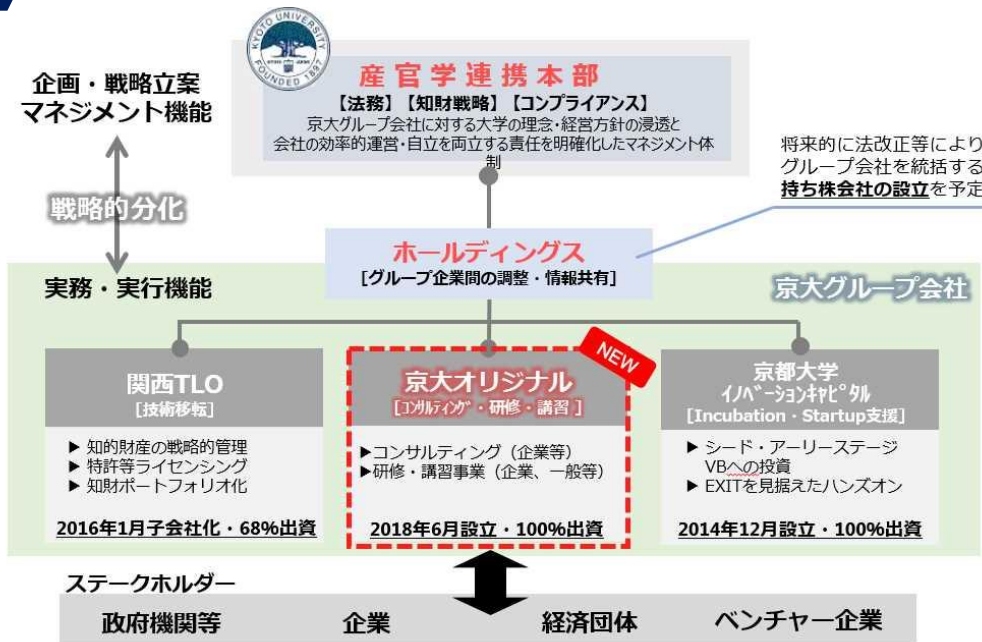 KYOTO UNIVERSITY
FOUNDED 1897
企画・戦略立案
マネジメント機能
産官学連携本部
【法務】【知財戦略】【コンプライアンス】
京大グループ会社に対する大学の理念・経営方針の浸透と
会社の効率的運営・自立を両立する責任を明確化したマネジメント体
制
将来的に法改正等により
グループ会社を統括する
持ち株会社の設立を予定
戦略的分化
ホールディングス
[グループ企業間の調整・情報共有]
実務・実行機能
京大グループ会社
NEW
関西TLO
[技術移転]
▶ 知的財産の戦略的管理
▶ 特許等ライセンシング
▶ 知財ポートフォリオ化
2016年1月子会社化・68%出資
京大オリジナル
[ｺﾝｻﾙﾃｨﾝｸﾞ・研修・講習]
▶コンサルティング（企業等）
▶研修・講習事業（企業、一般等）
2018年6月設立・100%出資
京都大学
ｲﾉﾍﾞｰｼｮﾝｷｬﾋﾟﾀﾙ
[Incubation・Startup支援]
▶ シード・アーリーステージ
VBへの投資
▶ EXITを見据えたハンズオン
2014年12月設立・100%出資
ステークホルダー
政府機関等
企業
経済団体
ベンチャー企業